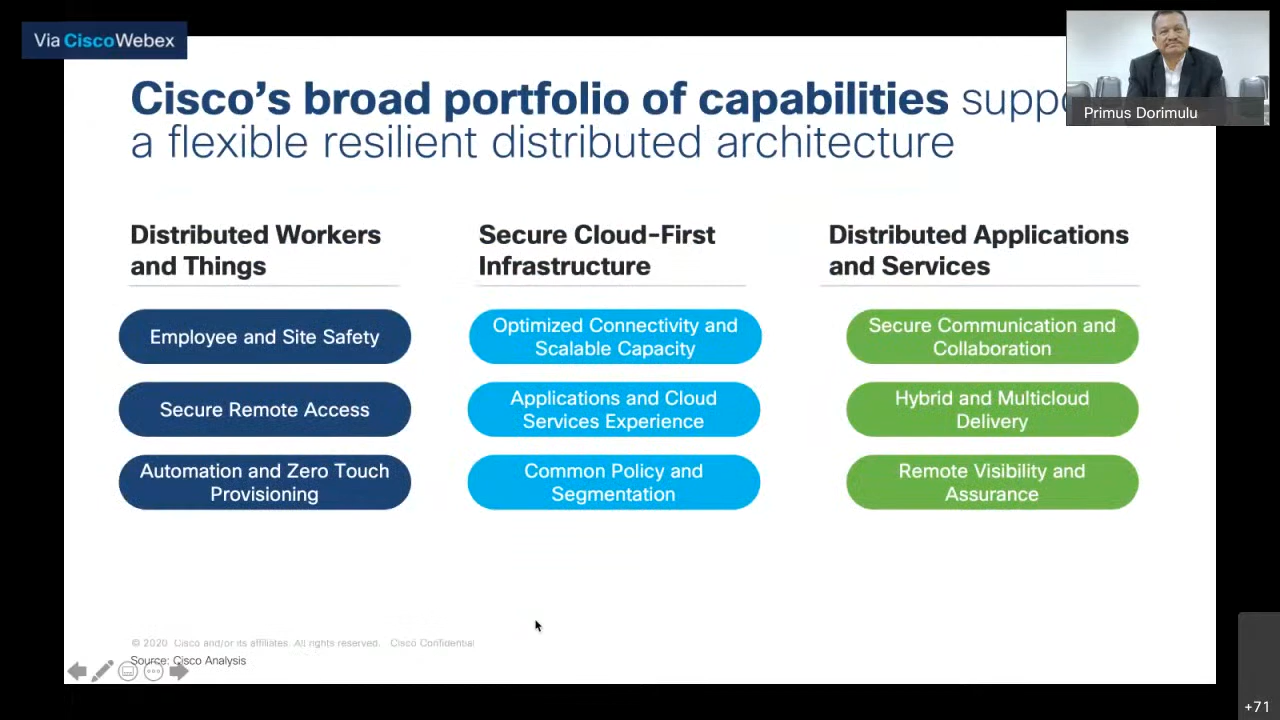 Via CiscoWebex
Cisco's broad portfolio of capabilities
a flexible resilient distributed architecture
Primus Dorimulu
Distributed Workers
and Things
Employee and Site Safety
Secure Remote Access
Automation and Zero Touch
Provisioning
Secure Cloud-First
Infrastructure
Optimized Connectivity and
Scalable Capacity
Applications and Cloud
Services Experience
Common Policy and
Segmentation
Distributed Applications
and Services
Secure Communication and
Collaboration
Hybrid and Multicloud
Delivery
Remote Visibility and
Assurance
© 2020 Cisco and/or its affiliates. All rights reserved. Cisco Confidential
Source: Cisco Analysis
+71